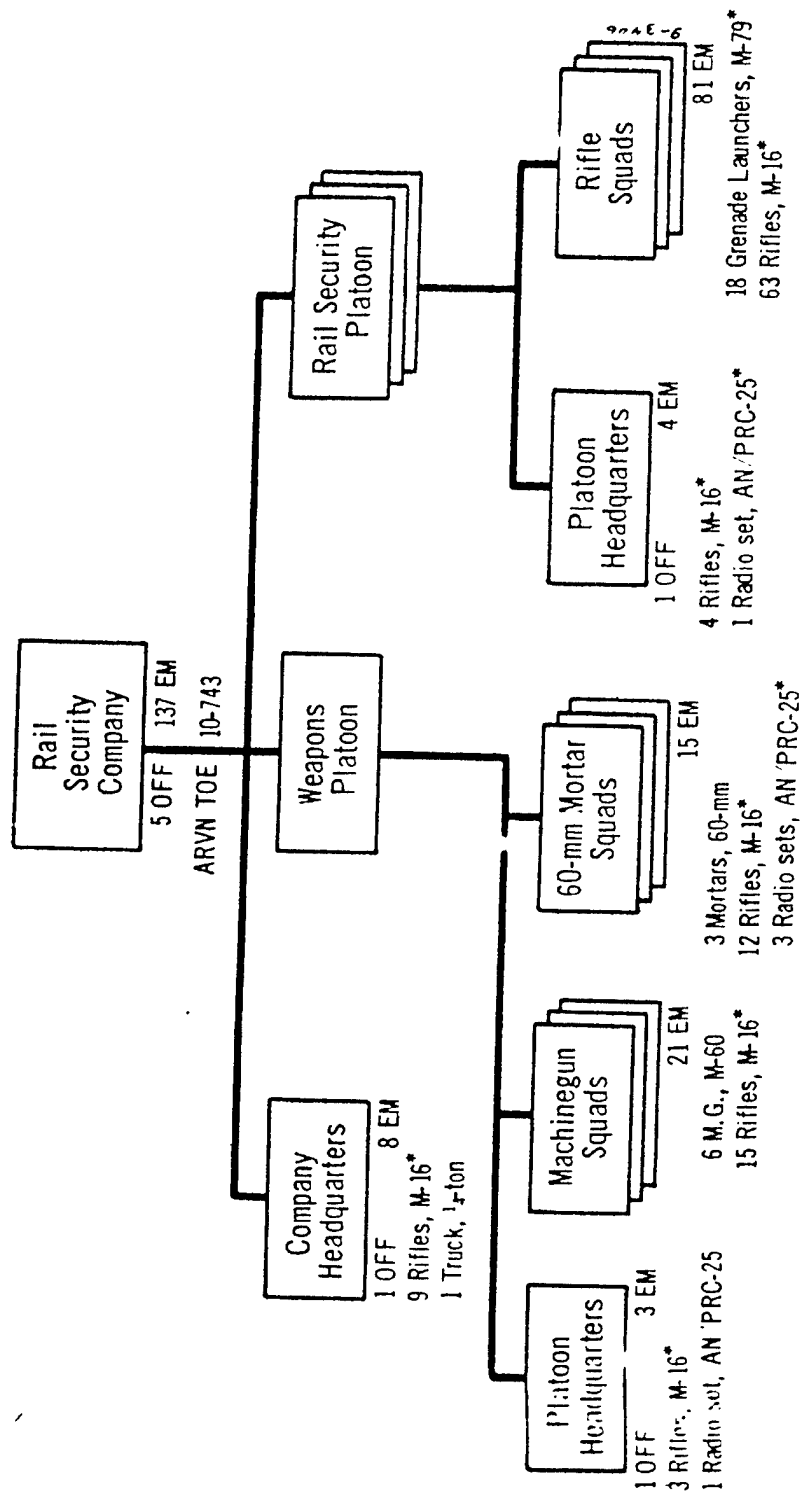 Rail
Security
Company
5 OFF 137 EM
ARVN TOE 10-743
Company
Headquarters
1 OFF 8 EM
9 Rifles, M-16*
1 Truck, ¼-ton
Weapons
Platoon
Rail Security
Platoon
Platoon
Headquarters
1 OFF 3 EM
3 Rifles, M-16*
1 Radio set, AN/PRC-25
Machinegun
Squads
21 EM
6 M.G., M-60
15 Rifles, M-16*
60-mm Mortar
Squads
15 EM
3 Mortars, 60-mm
12 Rifles, M-16*
3 Radio sets, AN/PRC-25*
Platoon
Headquarters
1 OFF 4 EM
4 Rifles, M-16*
1 Radio set, AN/PRC-25*
Rifle
Squads
81 EM
18 Grenade Launchers, M-79*
63 Rifles, M-16*